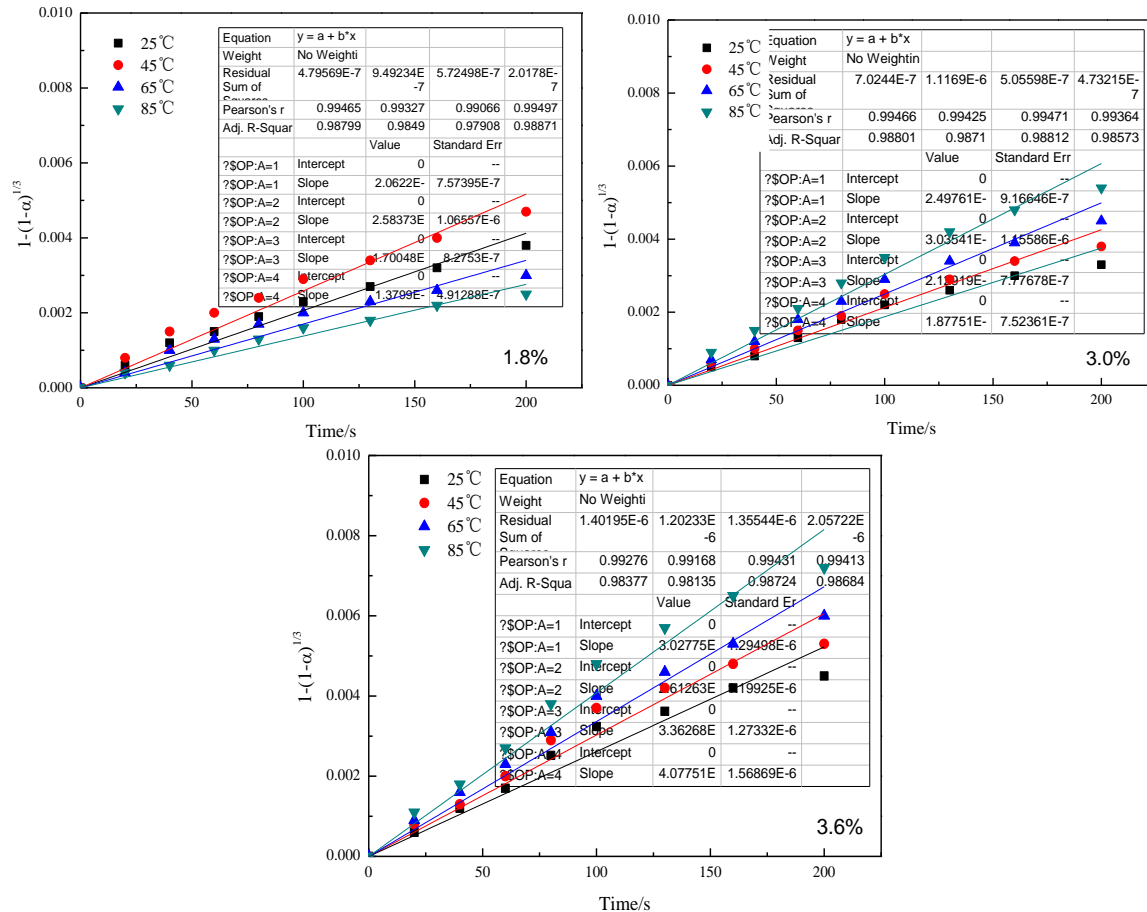 0.010
0.008
0.006
0.004
0.002
0.000
1-(1-α)^1/3
25℃
45℃
65℃
85℃
Equation y = a + b*x
Weight No Weighti
Residual 4.79569E-7 9.49234E 5.72498E-7 2.0178E-
Sum of -7 7
Pearson's r 0.99465 0.99327 0.99066 0.99497
Adj. R-Squar 0.98799 0.9849 0.97908 0.98871
Value Standard Err
?$OP:A=1 Intercept 0 --
?$OP:A=1 Slope 2.0622E- 7.57395E-7
?$OP:A=2 Intercept 0 --
?$OP:A=2 Slope 2.58373E 1.06557E-6
?$OP:A=3 Intercept 0 --
?$OP:A=3 Slope 1.70048E 8.2753E-7
?$OP:A=4 Intercept 0 --
?$OP:A=4 Slope 1.3799E- 4.91288E-7
1.8%
0 50 100 150 200
Time/s
0.010
0.008
0.006
0.004
0.002
0.000
1-(1-α)^1/3
25℃
45℃
65℃
85℃
Equation y = a + b*x
Weight No Weightin
Residual 7.0244E-7 1.1169E-6 5.05598E-7 4.73215E-
Sum of 7
Pearson's r 0.99466 0.99425 0.99471 0.99364
Adj. R-Squar 0.98801 0.9871 0.98812 0.98573
Value Standard Err
?$OP:A=1 Intercept 0 --
?$OP:A=1 Slope 2.49761E- 9.16646E-7
?$OP:A=2 Intercept 0 --
?$OP:A=2 Slope 3.03541E- 1.15586E-6
?$OP:A=3 Intercept 0 --
?$OP:A=3 Slope 7.77678E-7
?$OP:A=4 Intercept 0 --
?$OP:A=4 Slope 1.87751E- 7.52361E-7
3.0%
0 50 100 150 200
Time/s
0.010
0.008
0.006
0.004
0.002
0.000
1-(1-α)^1/3
25℃
45℃
65℃
85℃
Equation y = a + b*x
Weight No Weighti
Residual 1.40195E-6 1.20233E 1.35544E-6 2.05722E
Sum of -6 -6
Pearson's r 0.99276 0.99168 0.99431 0.99413
Adj. R-Squa 0.98377 0.98135 0.98724 0.98684
Value Standard Er
?$OP:A=1 Intercept 0 --
?$OP:A=1 Slope 3.02775E 1.29498E-6
?$OP:A=2 Intercept 0 --
?$OP:A=2 Slope 2.61263E 1.19925E-6
?$OP:A=3 Intercept 0 --
?$OP:A=3 Slope 3.36268E 1.27332E-6
?$OP:A=4 Intercept 0 --
?$OP:A=4 Slope 4.07751E 1.56869E-6
3.6%
0 50 100 150 200
Time/s